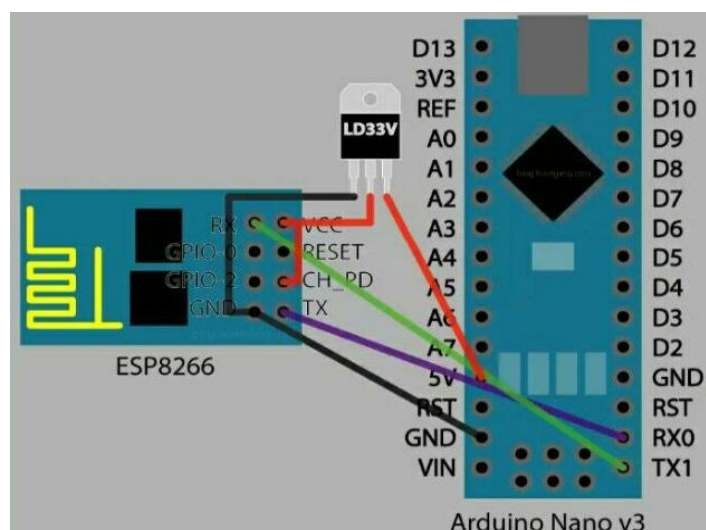 D13
3V3
REF
A0
A1
A2
A3
A4
A5
A6
A7
5V
RST
GND
VIN
D12
D11
D10
D9
D8
D7
D6
D5
D4
D3
D2
GND
RST
RX0
TX1
LD33V
RX VCC
GPIO-0 RESET
GPIO-2 CH_PD
GND TX
ESP8266
Arduino Nano v3